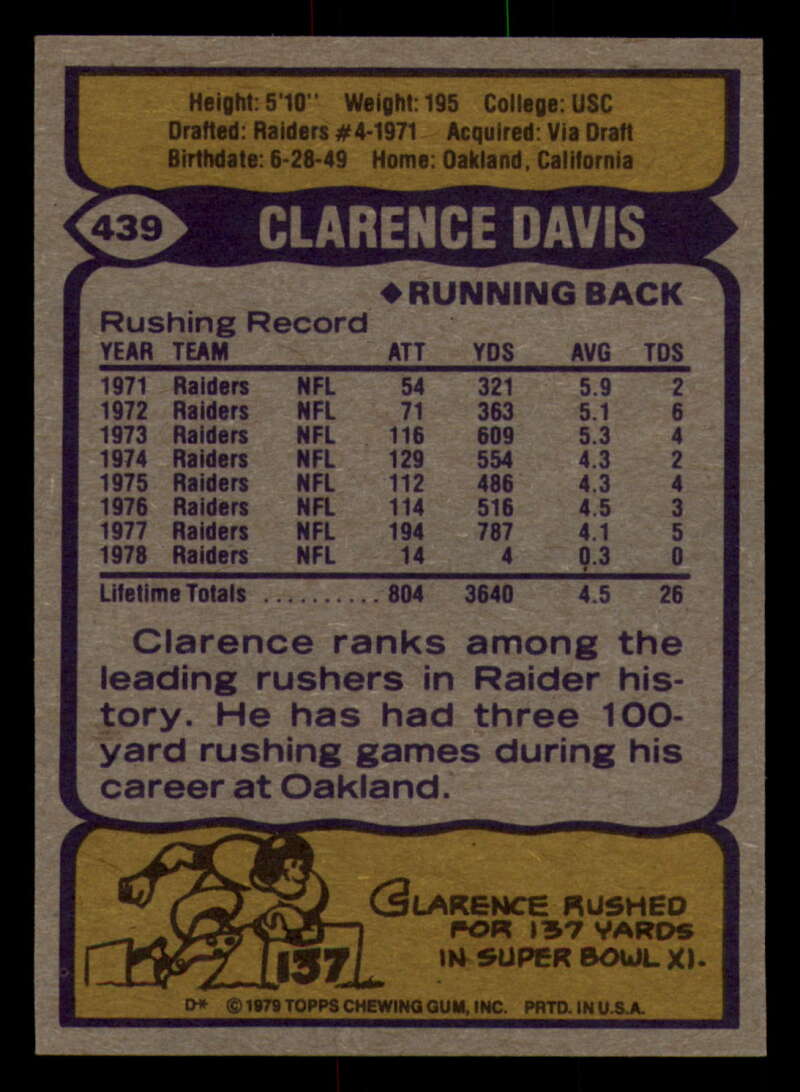 Height: 5'10'' Weight: 195 College: USC
Drafted: Raiders #4-1971 Acquired: Via Draft
Birthdate: 6-28-49 Home: Oakland, California
439 CLARENCE DAVIS
◆RUNNING BACK
Rushing Record
YEAR TEAM ATT YDS AVG TDS
1971 Raiders NFL 54 321 5.9 2
1972 Raiders NFL 71 363 5.1 6
1973 Raiders NFL 116 609 5.3 4
1974 Raiders NFL 129 554 4.3 2
1975 Raiders NFL 112 486 4.3 4
1976 Raiders NFL 114 516 4.5 3
1977 Raiders NFL 194 787 4.1 5
1978 Raiders NFL 14 4 0.3 0
Lifetime Totals .......... 804 3640 4.5 26
Clarence ranks among the
leading rushers in Raider his-
tory. He has had three 100-
yard rushing games during his
career at Oakland.
CLARENCE RUSHED
FOR 137 YARDS
IN SUPER BOWL XI.
137
D* © 1979 TOPPS CHEWING GUM, INC. PRTD. IN U.S.A.